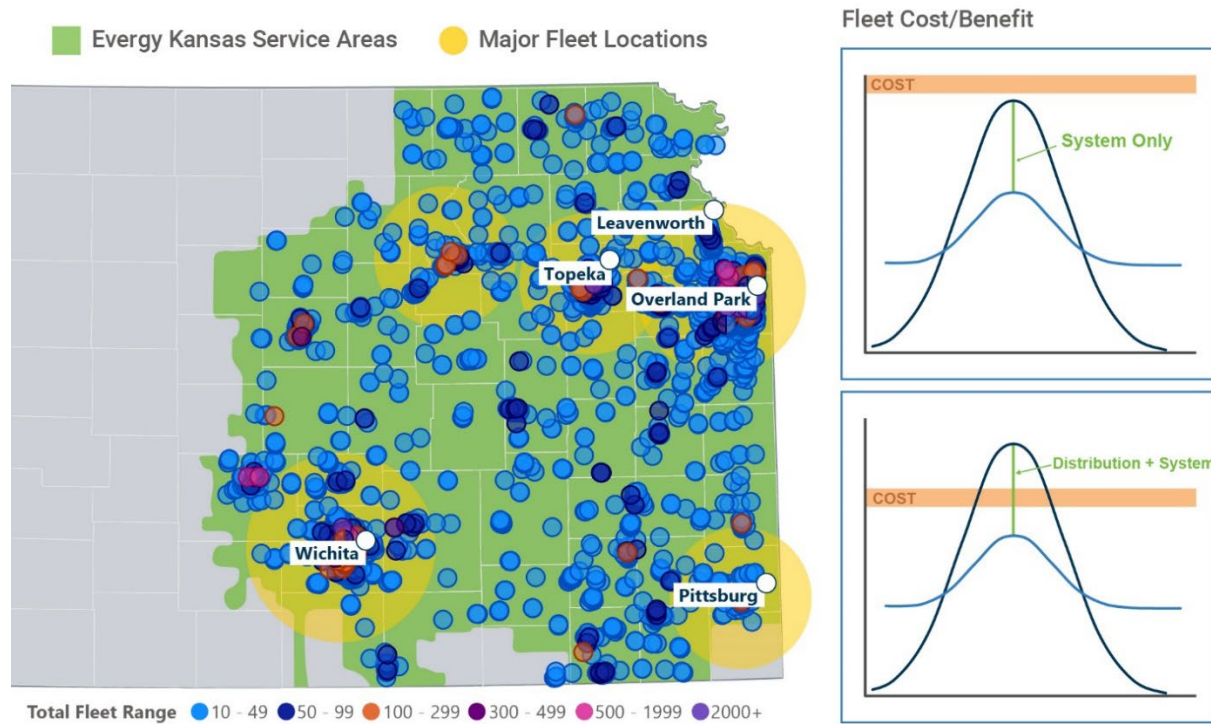 Evergy Kansas Service Areas
Major Fleet Locations
Leavenworth
Topeka
Overland Park
Wichita
Pittsburg
Total Fleet Range 10 - 49 50 - 99 100 - 299 300 - 499 500 - 1999 2000+
Fleet Cost/Benefit
COST
System Only
Distribution + System
COST